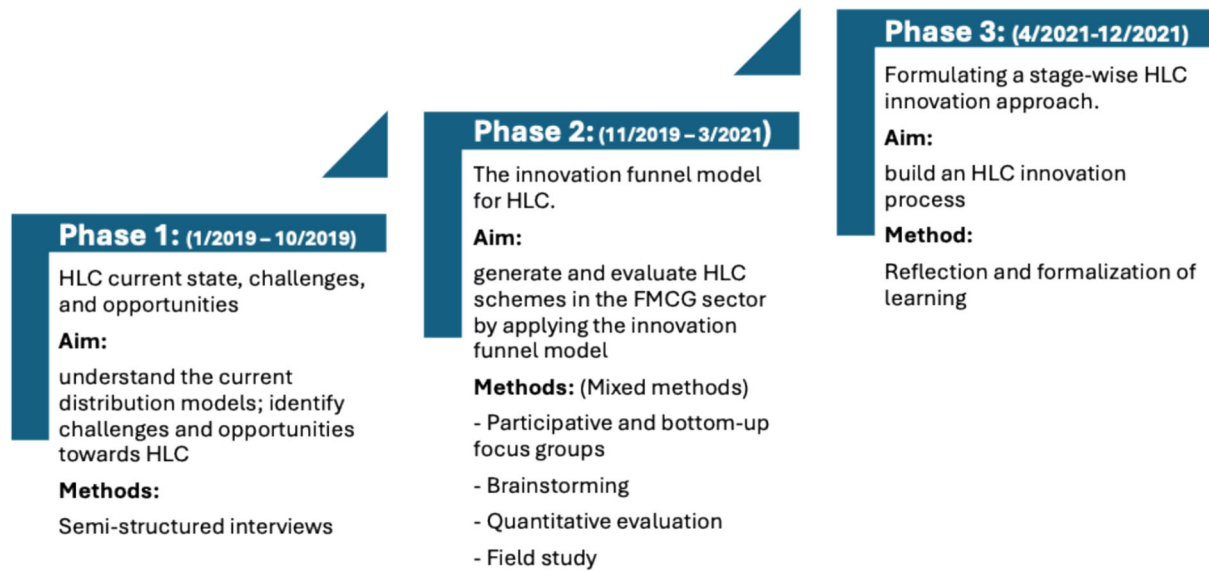 Phase 1: (1/2019 – 10/2019)
HLC current state, challenges,
and opportunities
Aim:
understand the current
distribution models; identify
challenges and opportunities
towards HLC
Methods:
Semi-structured interviews
Phase 2: (11/2019 – 3/2021)
The innovation funnel model
for HLC.
Aim:
generate and evaluate HLC
schemes in the FMCG sector
by applying the innovation
funnel model
Methods: (Mixed methods)
- Participative and bottom-up
focus groups
- Brainstorming
- Quantitative evaluation
- Field study
Phase 3: (4/2021-12/2021)
Formulating a stage-wise HLC
innovation approach.
Aim:
build an HLC innovation
process
Method:
Reflection and formalization of
learning